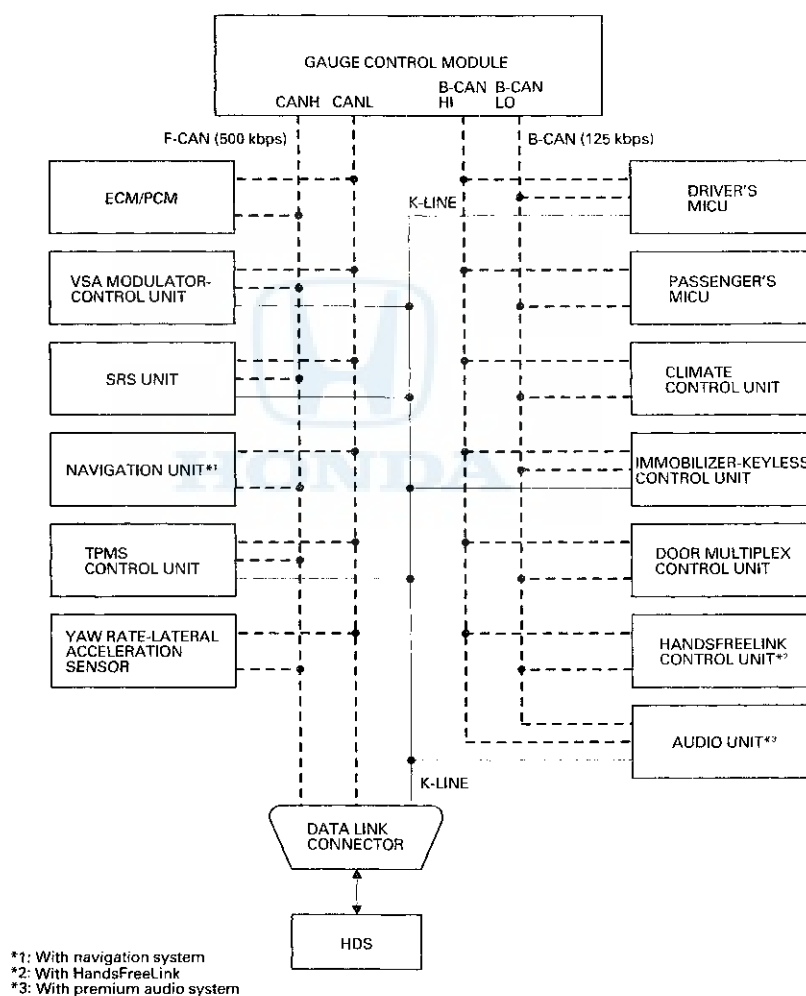 GAUGE CONTROL MODULE
CANH CANL
B-CAN B-CAN
HI LO
F-CAN (500 kbps)
B-CAN (125 kbps)
ECM/PCM
K-LINE
DRIVER'S
MICU
VSA MODULATOR-
CONTROL UNIT
PASSENGER'S
MICU
SRS UNIT
CLIMATE
CONTROL UNIT
NAVIGATION UNIT*1
HONDA
IMMOBILIZER-KEYLESS
CONTROL UNIT
TPMS
CONTROL UNIT
DOOR MULTIPLEX
CONTROL UNIT
YAW RATE-LATERAL
ACCELERATION
SENSOR
HANDSFREELINK
CONTROL UNIT*2
AUDIO UNIT*3
K-LINE
DATA LINK
CONNECTOR
HDS
*1: With navigation system
*2: With HandsFreeLink
*3: With premium audio system